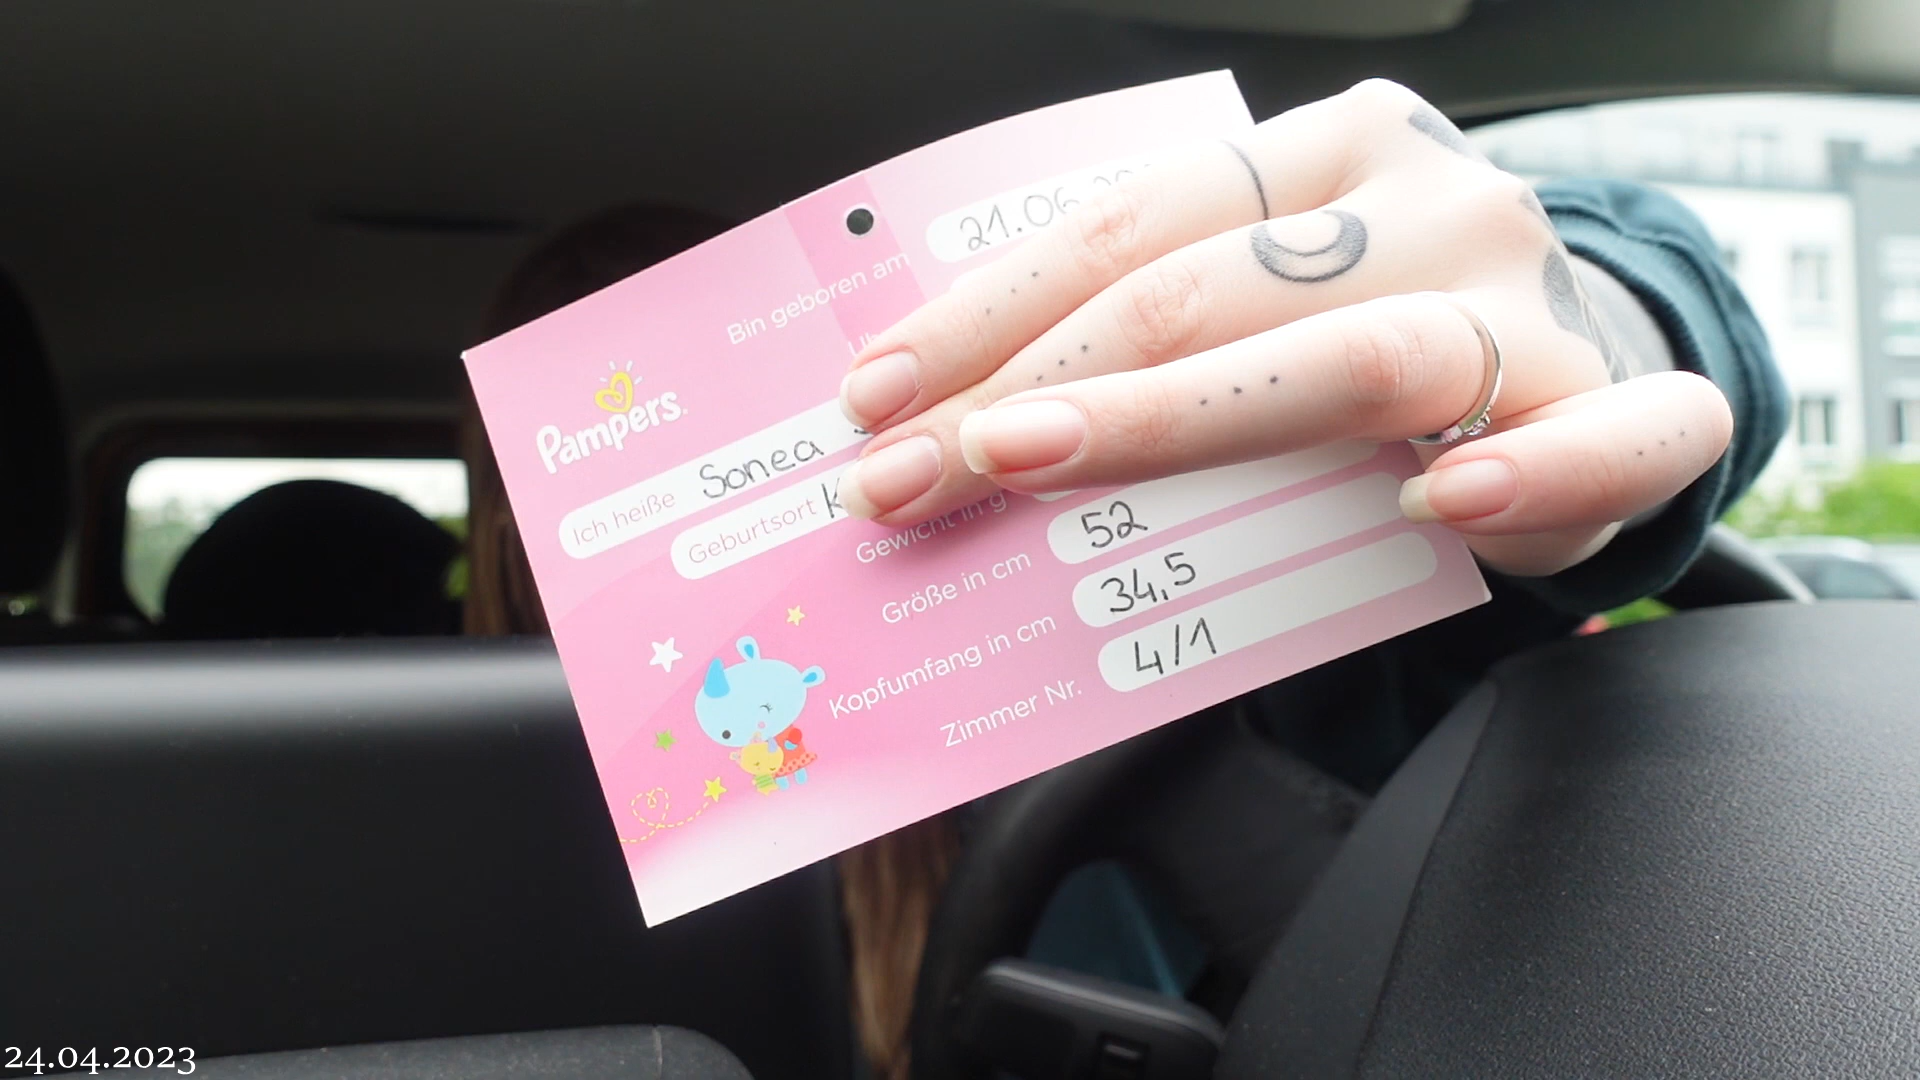 Bin geboren am 21.06.20
Pampers.
Ich heiße Sonea
Geburtsort K
Gewicht in g
Größe in cm 52
Kopfumfang in cm 34,5
Zimmer Nr. 4/1
24.04.2023